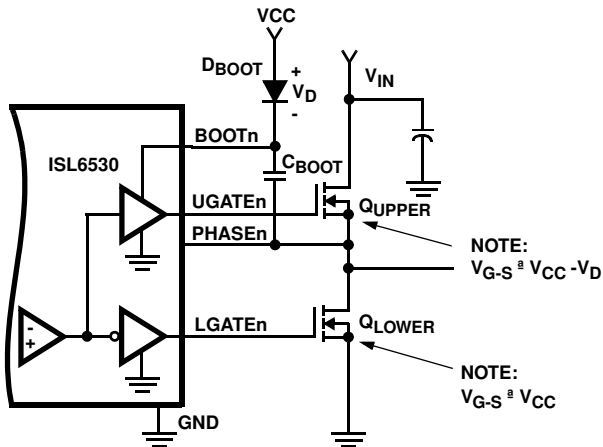 VCC
DBOOT
+
VD
-
VIN
BOOTn
ISL6530
CBOOT
UGATEn
QUPPER
PHASEn
NOTE:
VG-S ª VCC -VD
-
+
LGATEn
QLOWER
NOTE:
VG-S ª VCC
GND